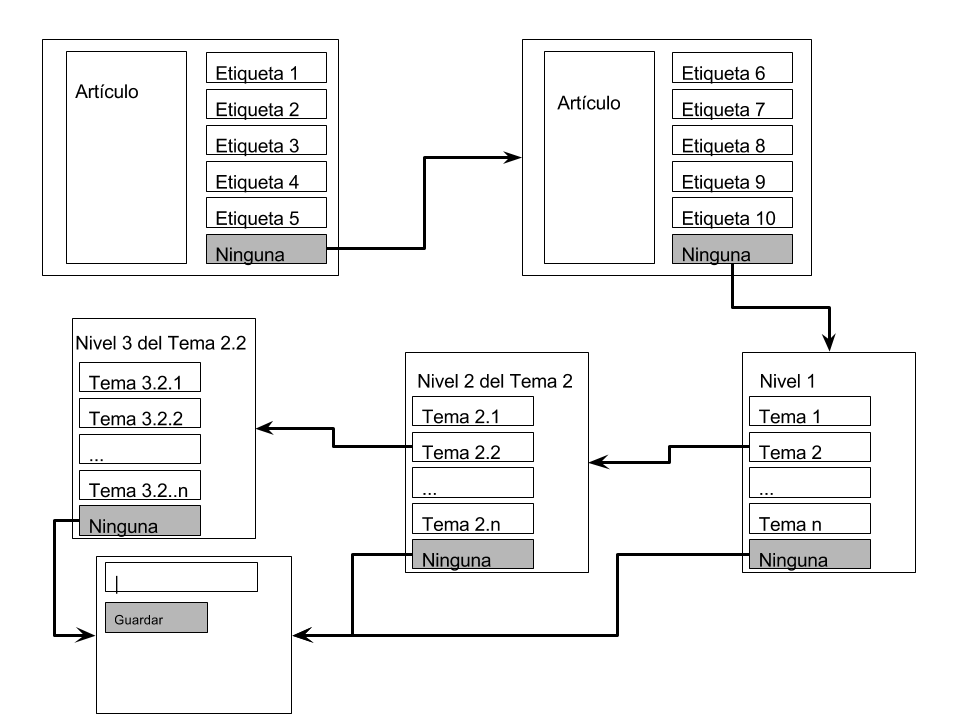 Artículo
Etiqueta 1
Etiqueta 2
Etiqueta 3
Etiqueta 4
Etiqueta 5
Ninguna
Artículo
Etiqueta 6
Etiqueta 7
Etiqueta 8
Etiqueta 9
Etiqueta 10
Ninguna
Nivel 1
Tema 1
Tema 2
...
Tema n
Ninguna
Nivel 2 del Tema 2
Tema 2.1
Tema 2.2
...
Tema 2.n
Ninguna
Nivel 3 del Tema 2.2
Tema 3.2.1
Tema 3.2.2
...
Tema 3.2..n
Ninguna
|
Guardar